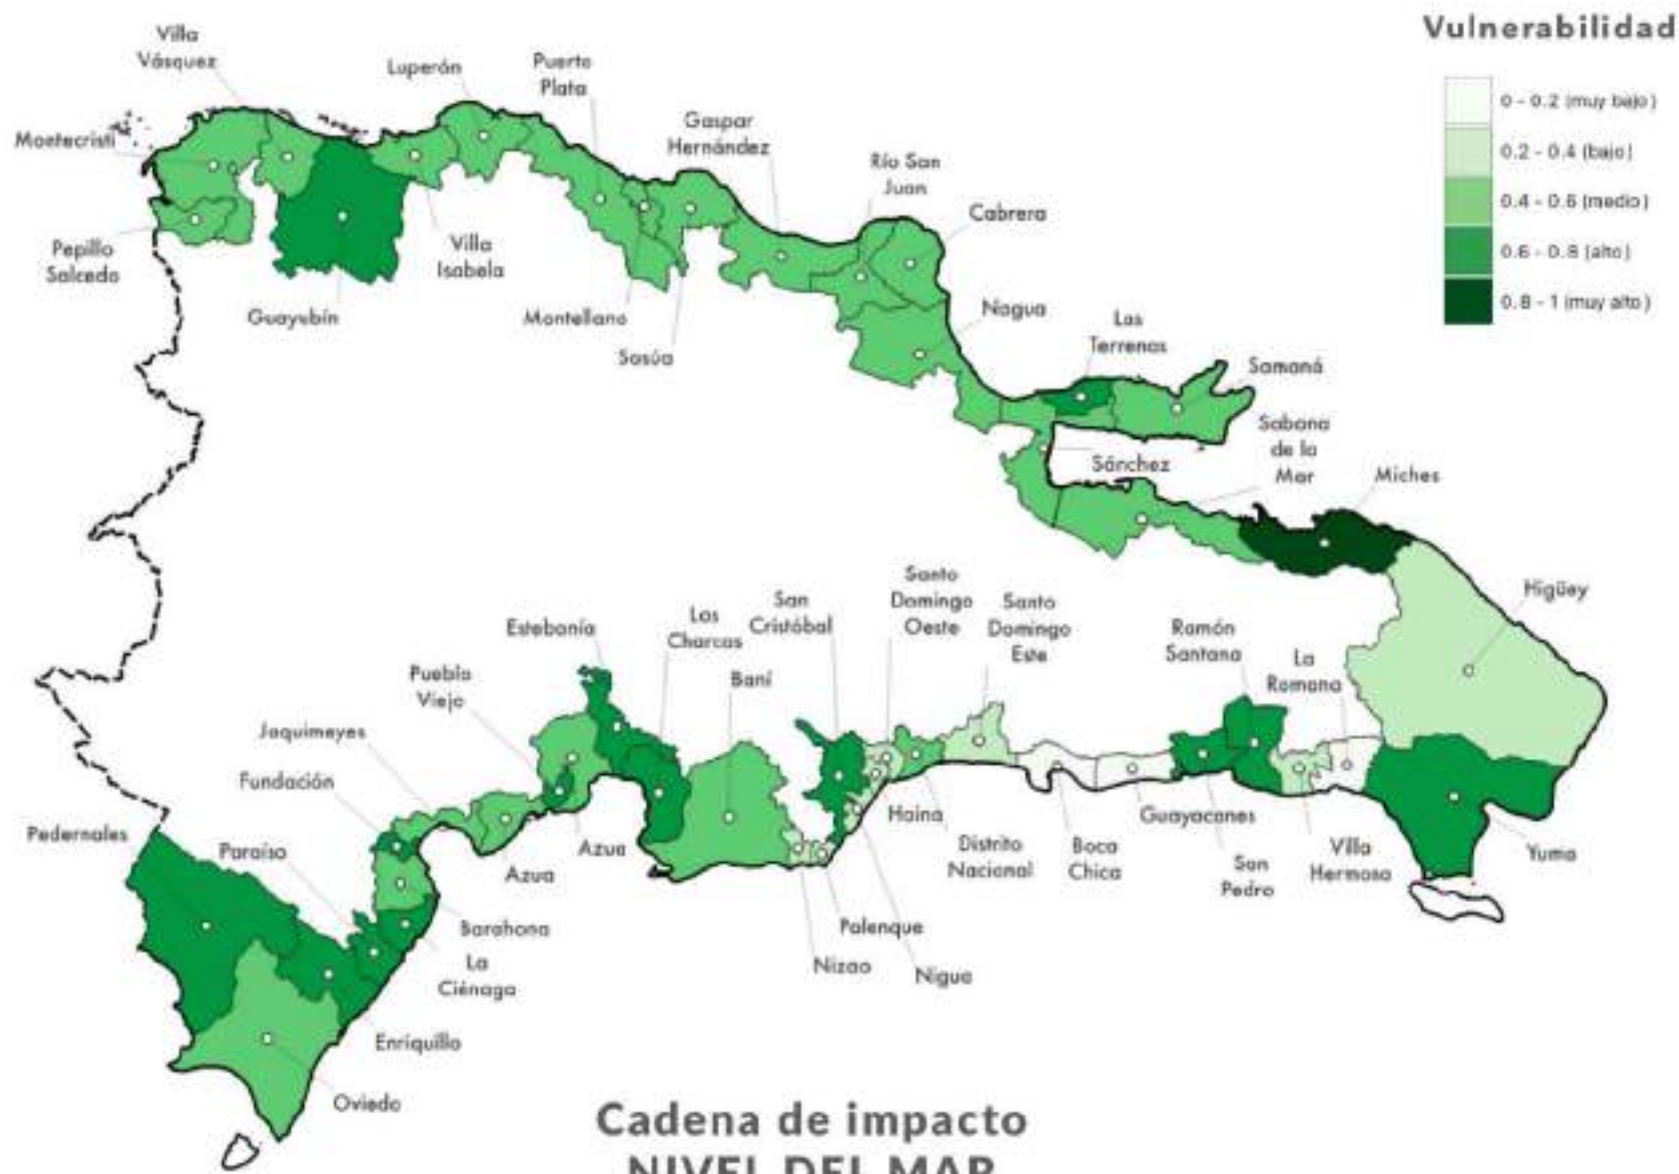 Vulnerabilidad
0 - 0.2 (muy bajo)
0.2 - 0.4 (bajo)
0.4 - 0.6 (medio)
0.6 - 0.8 (alto)
0.8 - 1 (muy alto)
Villa
Vásquez
Luperón
Puerto
Plata
Montecristi
Gaspar
Hernández
Río San
Juan
Cabrera
Pepillo
Salcedo
Villa
Isabela
Guayubín
Montellano
Sosúa
Nagua
Las
Terrenas
Samaná
Sabana
de la
Mar
Sánchez
Miches
Higüey
Santo
Domingo
Oeste
Santo
Domingo
Este
San
Cristóbal
Las
Charcas
Estebanía
Ramón
Santana
La
Romana
Pueblo
Viejo
Baní
Jaquimeyes
Fundación
Pedernales
Paraíso
Azua
Azua
Haina
Distrito
Nacional
Boca
Chica
Guayacanes
San
Pedro
Villa
Hermosa
Yuma
Barahona
La
Ciénaga
Palenque
Nizao
Nigua
Enriquillo
Oviedo
Cadena de impacto
NIVEL DEL MAR